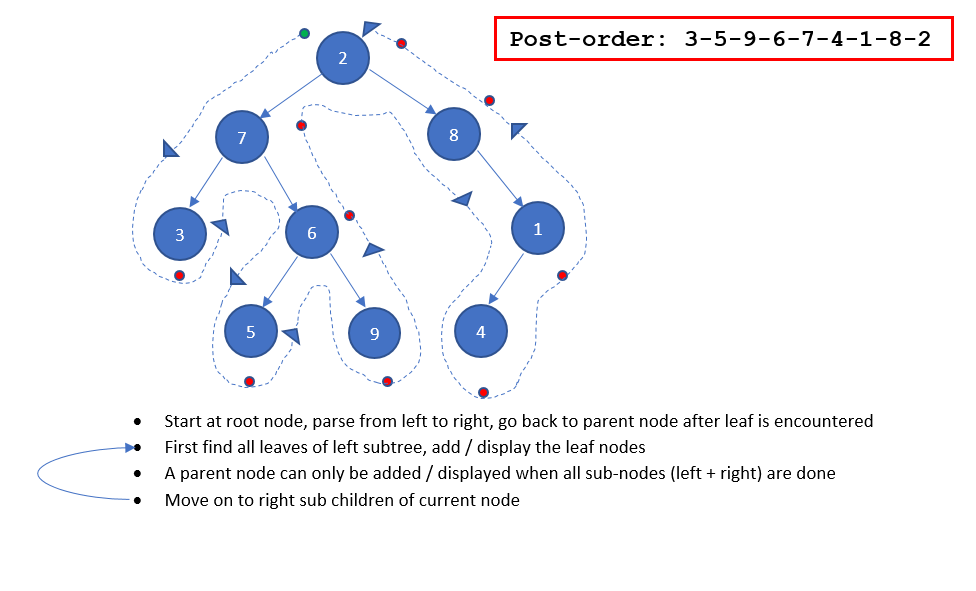 Post-order: 3-5-9-6-7-4-1-8-2
2
7
8
3
6
1
5
9
4
• Start at root node, parse from left to right, go back to parent node after leaf is encountered
• First find all leaves of left subtree, add / display the leaf nodes
• A parent node can only be added / displayed when all sub-nodes (left + right) are done
• Move on to right sub children of current node